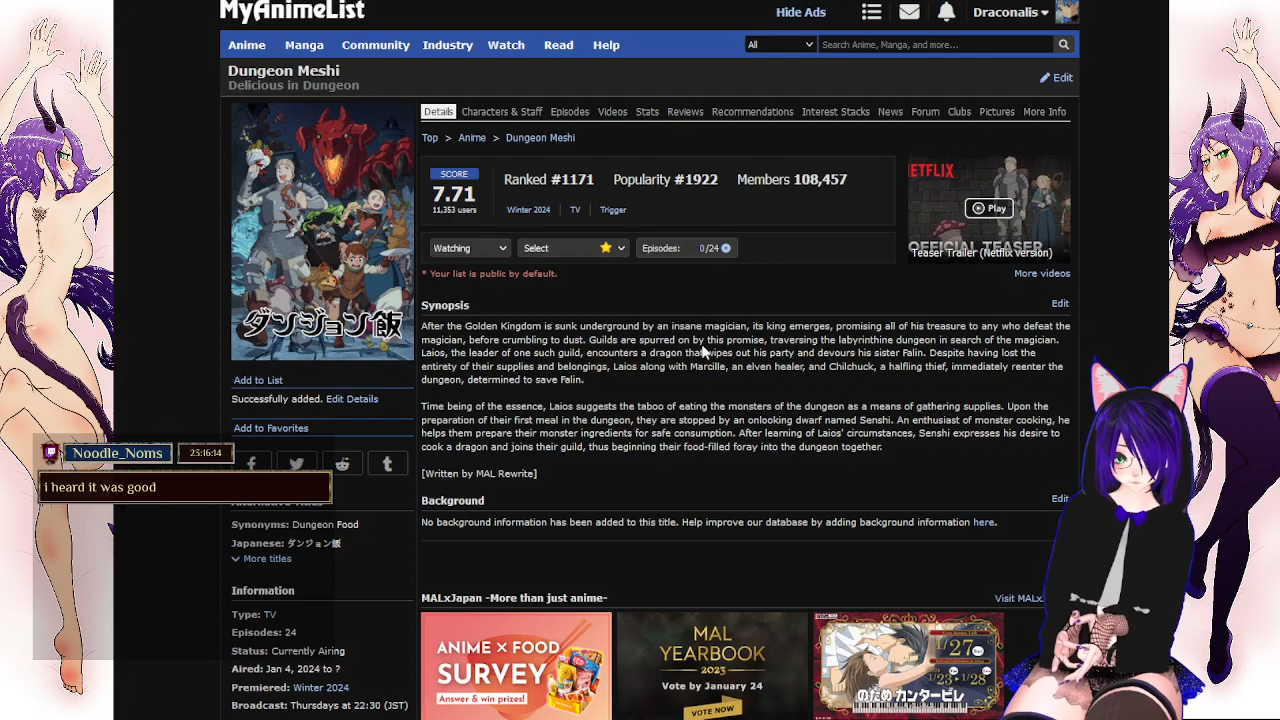 MyAnimeList
Hide Ads
Draconalis
Anime Manga Community Industry Watch Read Help
All
Search Anime, Manga, and more...
Dungeon Meshi
Delicious in Dungeon
Edit
Details Characters & Staff Episodes Videos Stats Reviews Recommendations Interest Stacks News Forum Clubs Pictures More Info
Top > Anime > Dungeon Meshi
SCORE
7.71
11,353 users
Ranked #1171 Popularity #1922 Members 108,457
Winter 2024 TV Trigger
NETFLIX
Play
OFFICIAL TEASER
Teaser Trailer (Netflix version)
Watching Select Episodes: 0/24
* Your list is public by default.
More videos
Synopsis Edit
After the Golden Kingdom is sunk underground by an insane magician, its king emerges, promising all of his treasure to any who defeat the
magician, before crumbling to dust. Guilds are spurred on by this promise, traversing the labyrinthine dungeon in search of the magician.
Laios, the leader of one such guild, encounters a dragon that wipes out his party and devours his sister Falin. Despite having lost the
entirety of their supplies and belongings, Laios along with Marcille, an elven healer, and Chilchuck, a halfling thief, immediately reenter the
dungeon, determined to save Falin.
Time being of the essence, Laios suggests the taboo of eating the monsters of the dungeon as a means of gathering supplies. Upon the
preparation of their first meal in the dungeon, they are stopped by an onlooking dwarf named Senshi. An enthusiast of monster cooking, he
helps them prepare their monster ingredients for safe consumption. After learning of Laios' circumstances, Senshi expresses his desire to
cook a dragon and joins their guild, thus beginning their food-filled foray into the dungeon together.
[Written by MAL Rewrite]
Background Edit
No background information has been added to this title. Help improve our database by adding background information here.
ダンジョン飯
Add to List
Successfully added. Edit Details
Add to Favorites
Noodle_Noms 23:16:14
i heard it was good
Synonyms: Dungeon Food
Japanese: ダンジョン飯
More titles
Information
Type: TV
Episodes: 24
Status: Currently Airing
Aired: Jan 4, 2024 to ?
Premiered: Winter 2024
Broadcast: Thursdays at 22:30 (JST)
MALxJapan -More than just anime-
Visit MALx
ANIME × FOOD
SURVEY
Answer & win prizes!
MAL
YEARBOOK
2023
Vote by January 24
VOTE NOW
1/27
1/23
1/28
のだめ カンタービレ